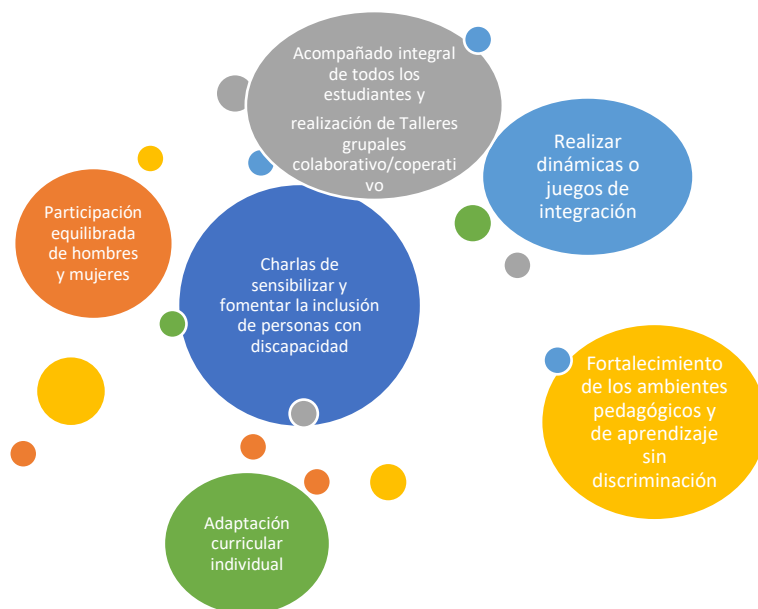 Acompañado integral
de todos los
estudiantes y
realización de Talleres
grupales
colaborativo/coperati
vo
Realizar
dinámicas o
juegos de
integración
Participación
equilibrada
de hombres
y mujeres
Charlas de
sensibilizar y
fomentar la inclusión
de personas con
discapacidad
Fortalecimiento
de los ambientes
pedagógicos y
de aprendizaje
sin
discriminación
Adaptación
curricular
individual